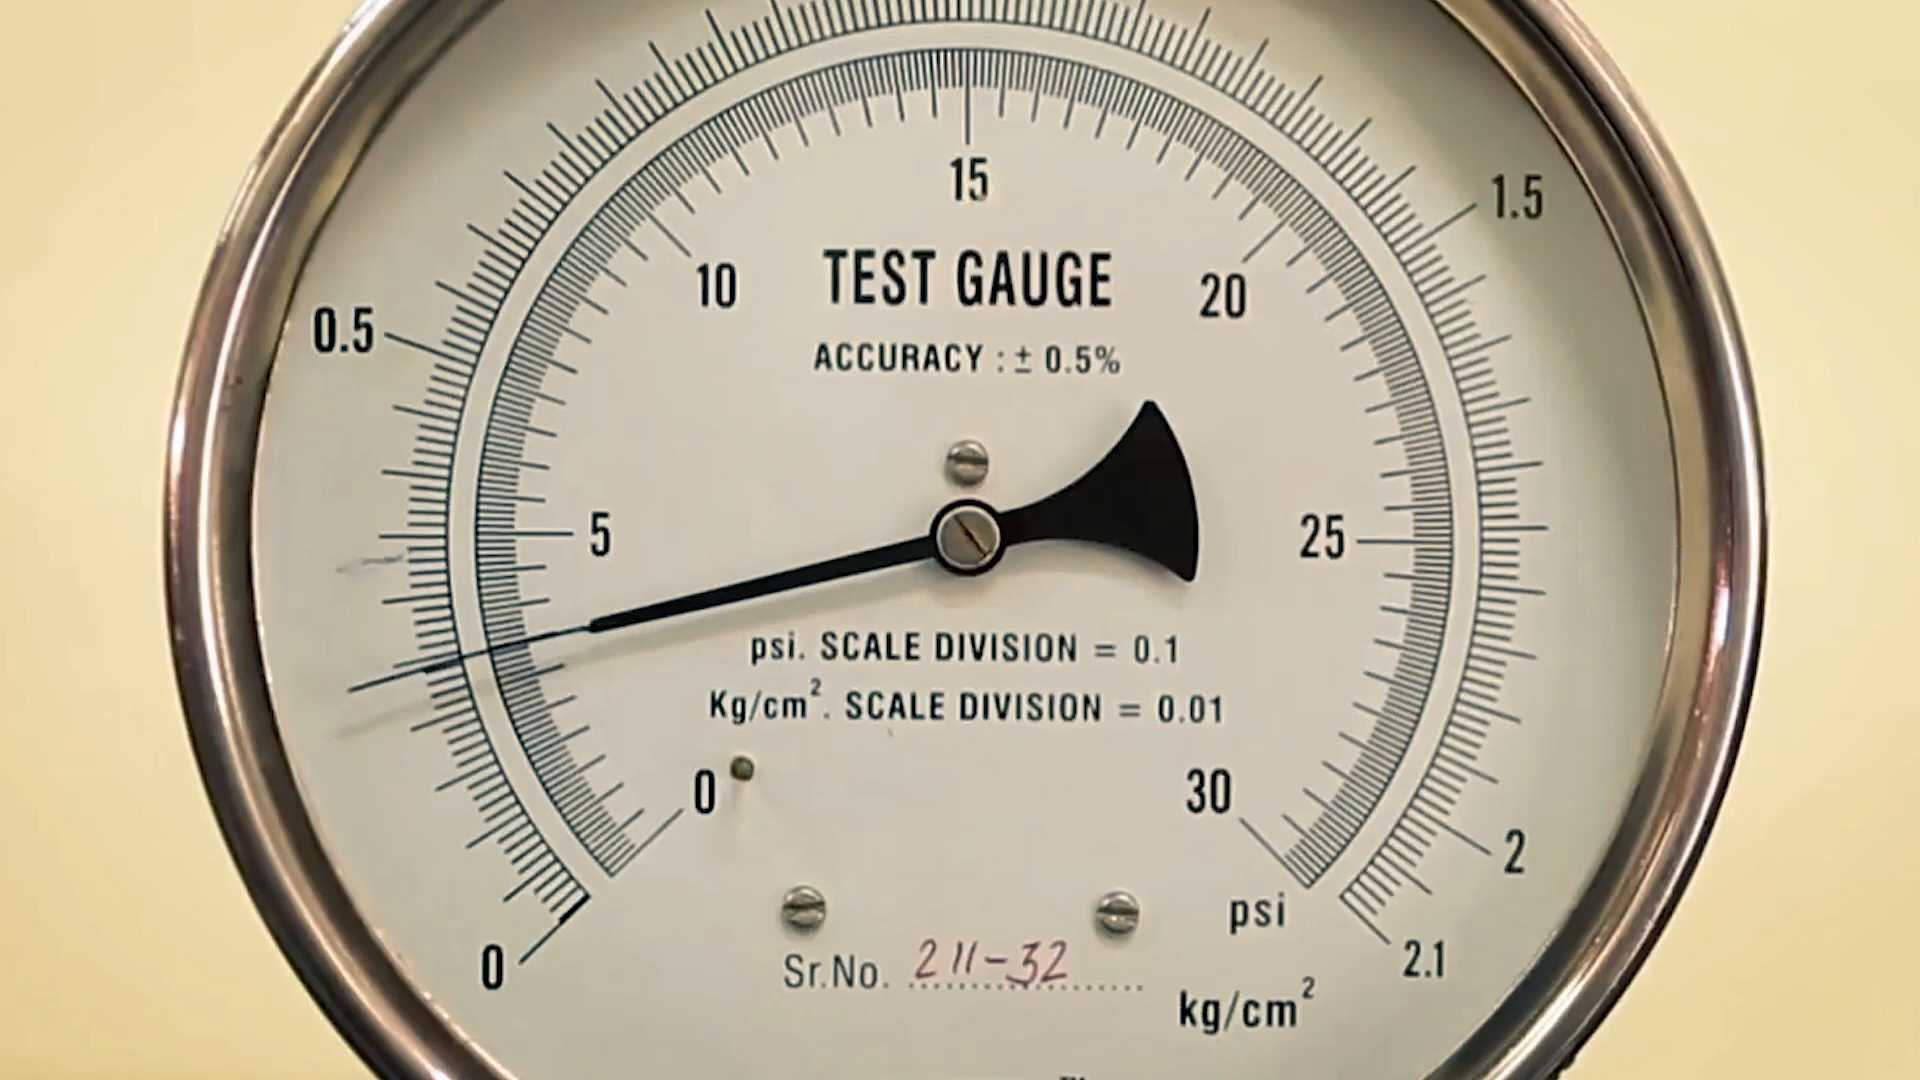 15
1.5
10
TEST GAUGE
20
0.5
ACCURACY : ± 0.5%
5
25
psi. SCALE DIVISION = 0.1
Kg/cm². SCALE DIVISION = 0.01
0
30
2
psi
0
Sr.No. 211-32
2.1
kg/cm²